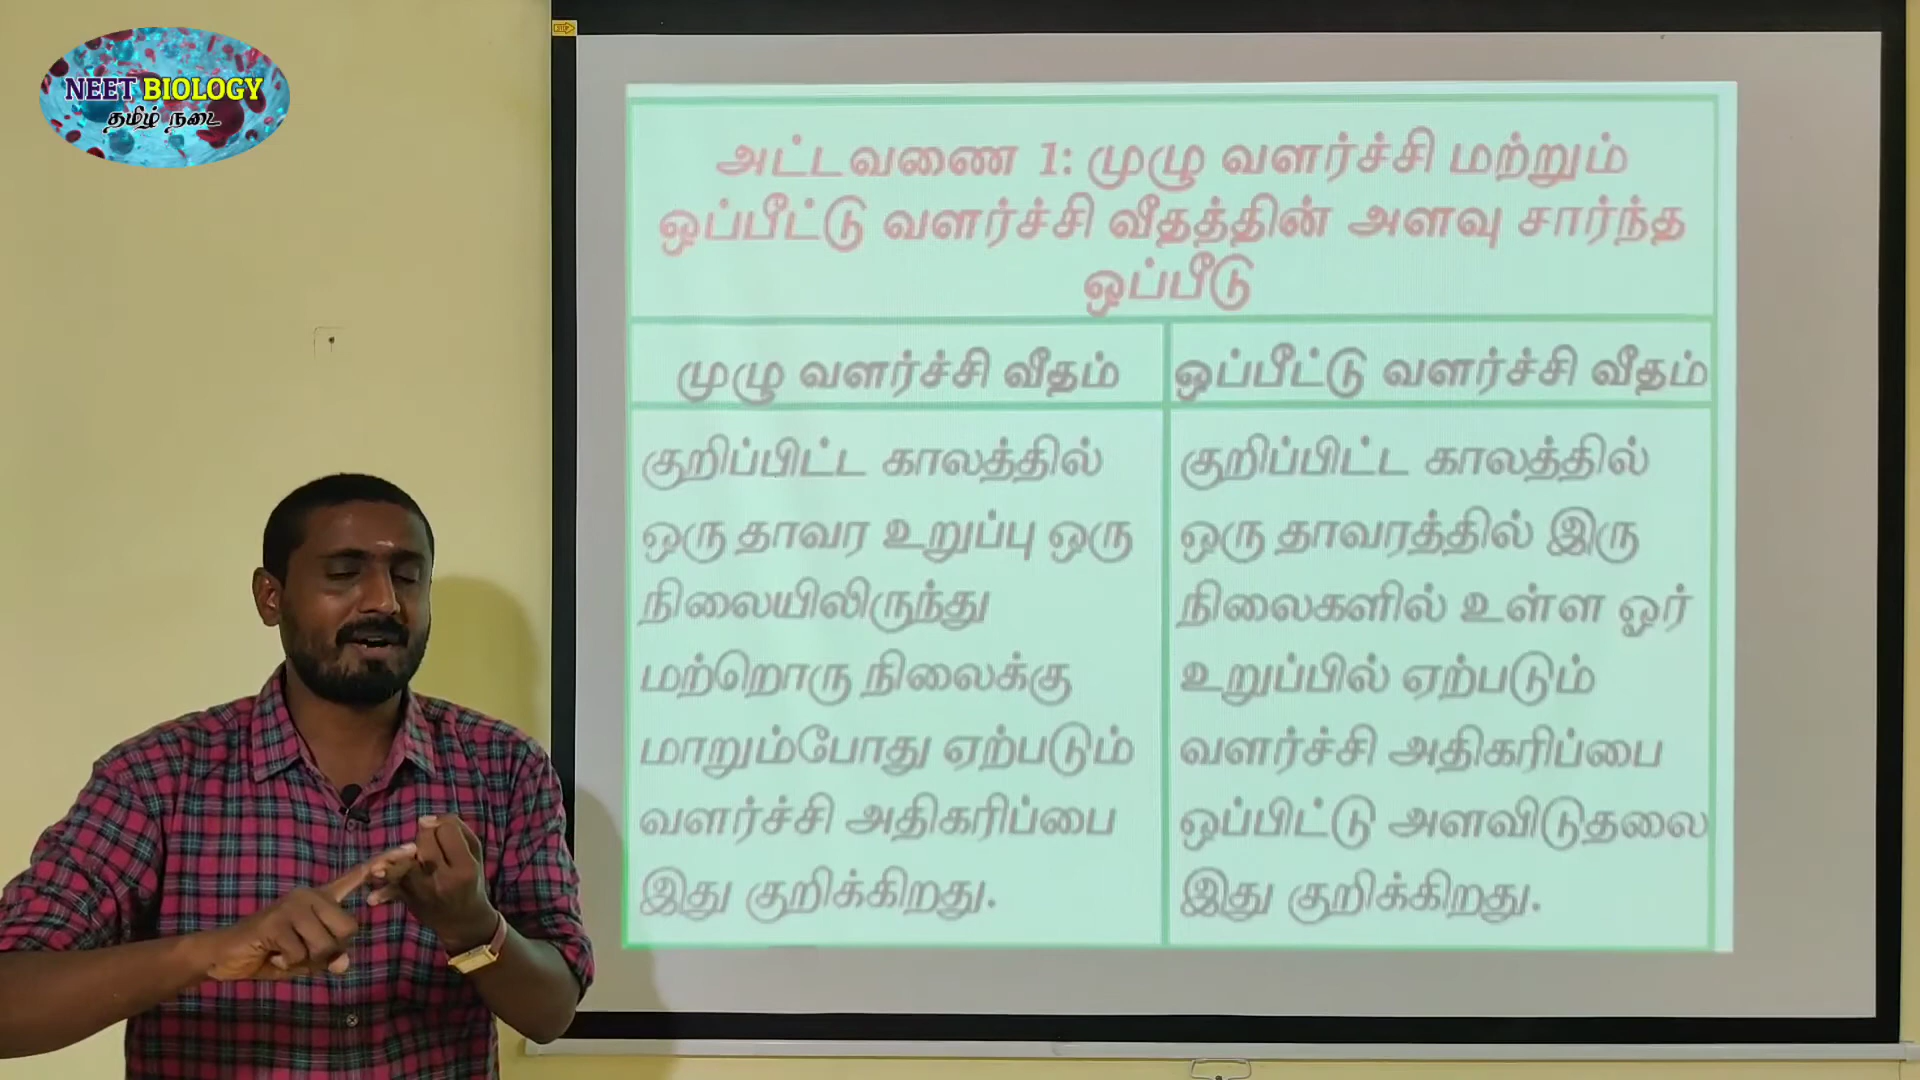 NEET BIOLOGY
தமிழ் நடை
அட்டவணை 1: முழு வளர்ச்சி மற்றும்
ஒப்பீட்டு வளர்ச்சி வீதத்தின் அளவு சார்ந்த
ஒப்பீடு
முழு வளர்ச்சி வீதம்
குறிப்பிட்ட காலத்தில்
ஒரு தாவர உறுப்பு ஒரு
நிலையிலிருந்து
மற்றொரு நிலைக்கு
மாறும்போது ஏற்படும்
வளர்ச்சி அதிகரிப்பை
இது குறிக்கிறது.
ஒப்பீட்டு வளர்ச்சி வீதம்
குறிப்பிட்ட காலத்தில்
ஒரு தாவரத்தில் இரு
நிலைகளில் உள்ள ஓர்
உறுப்பில் ஏற்படும்
வளர்ச்சி அதிகரிப்பை
ஒப்பிட்டு அளவிடுதலை
இது குறிக்கிறது.